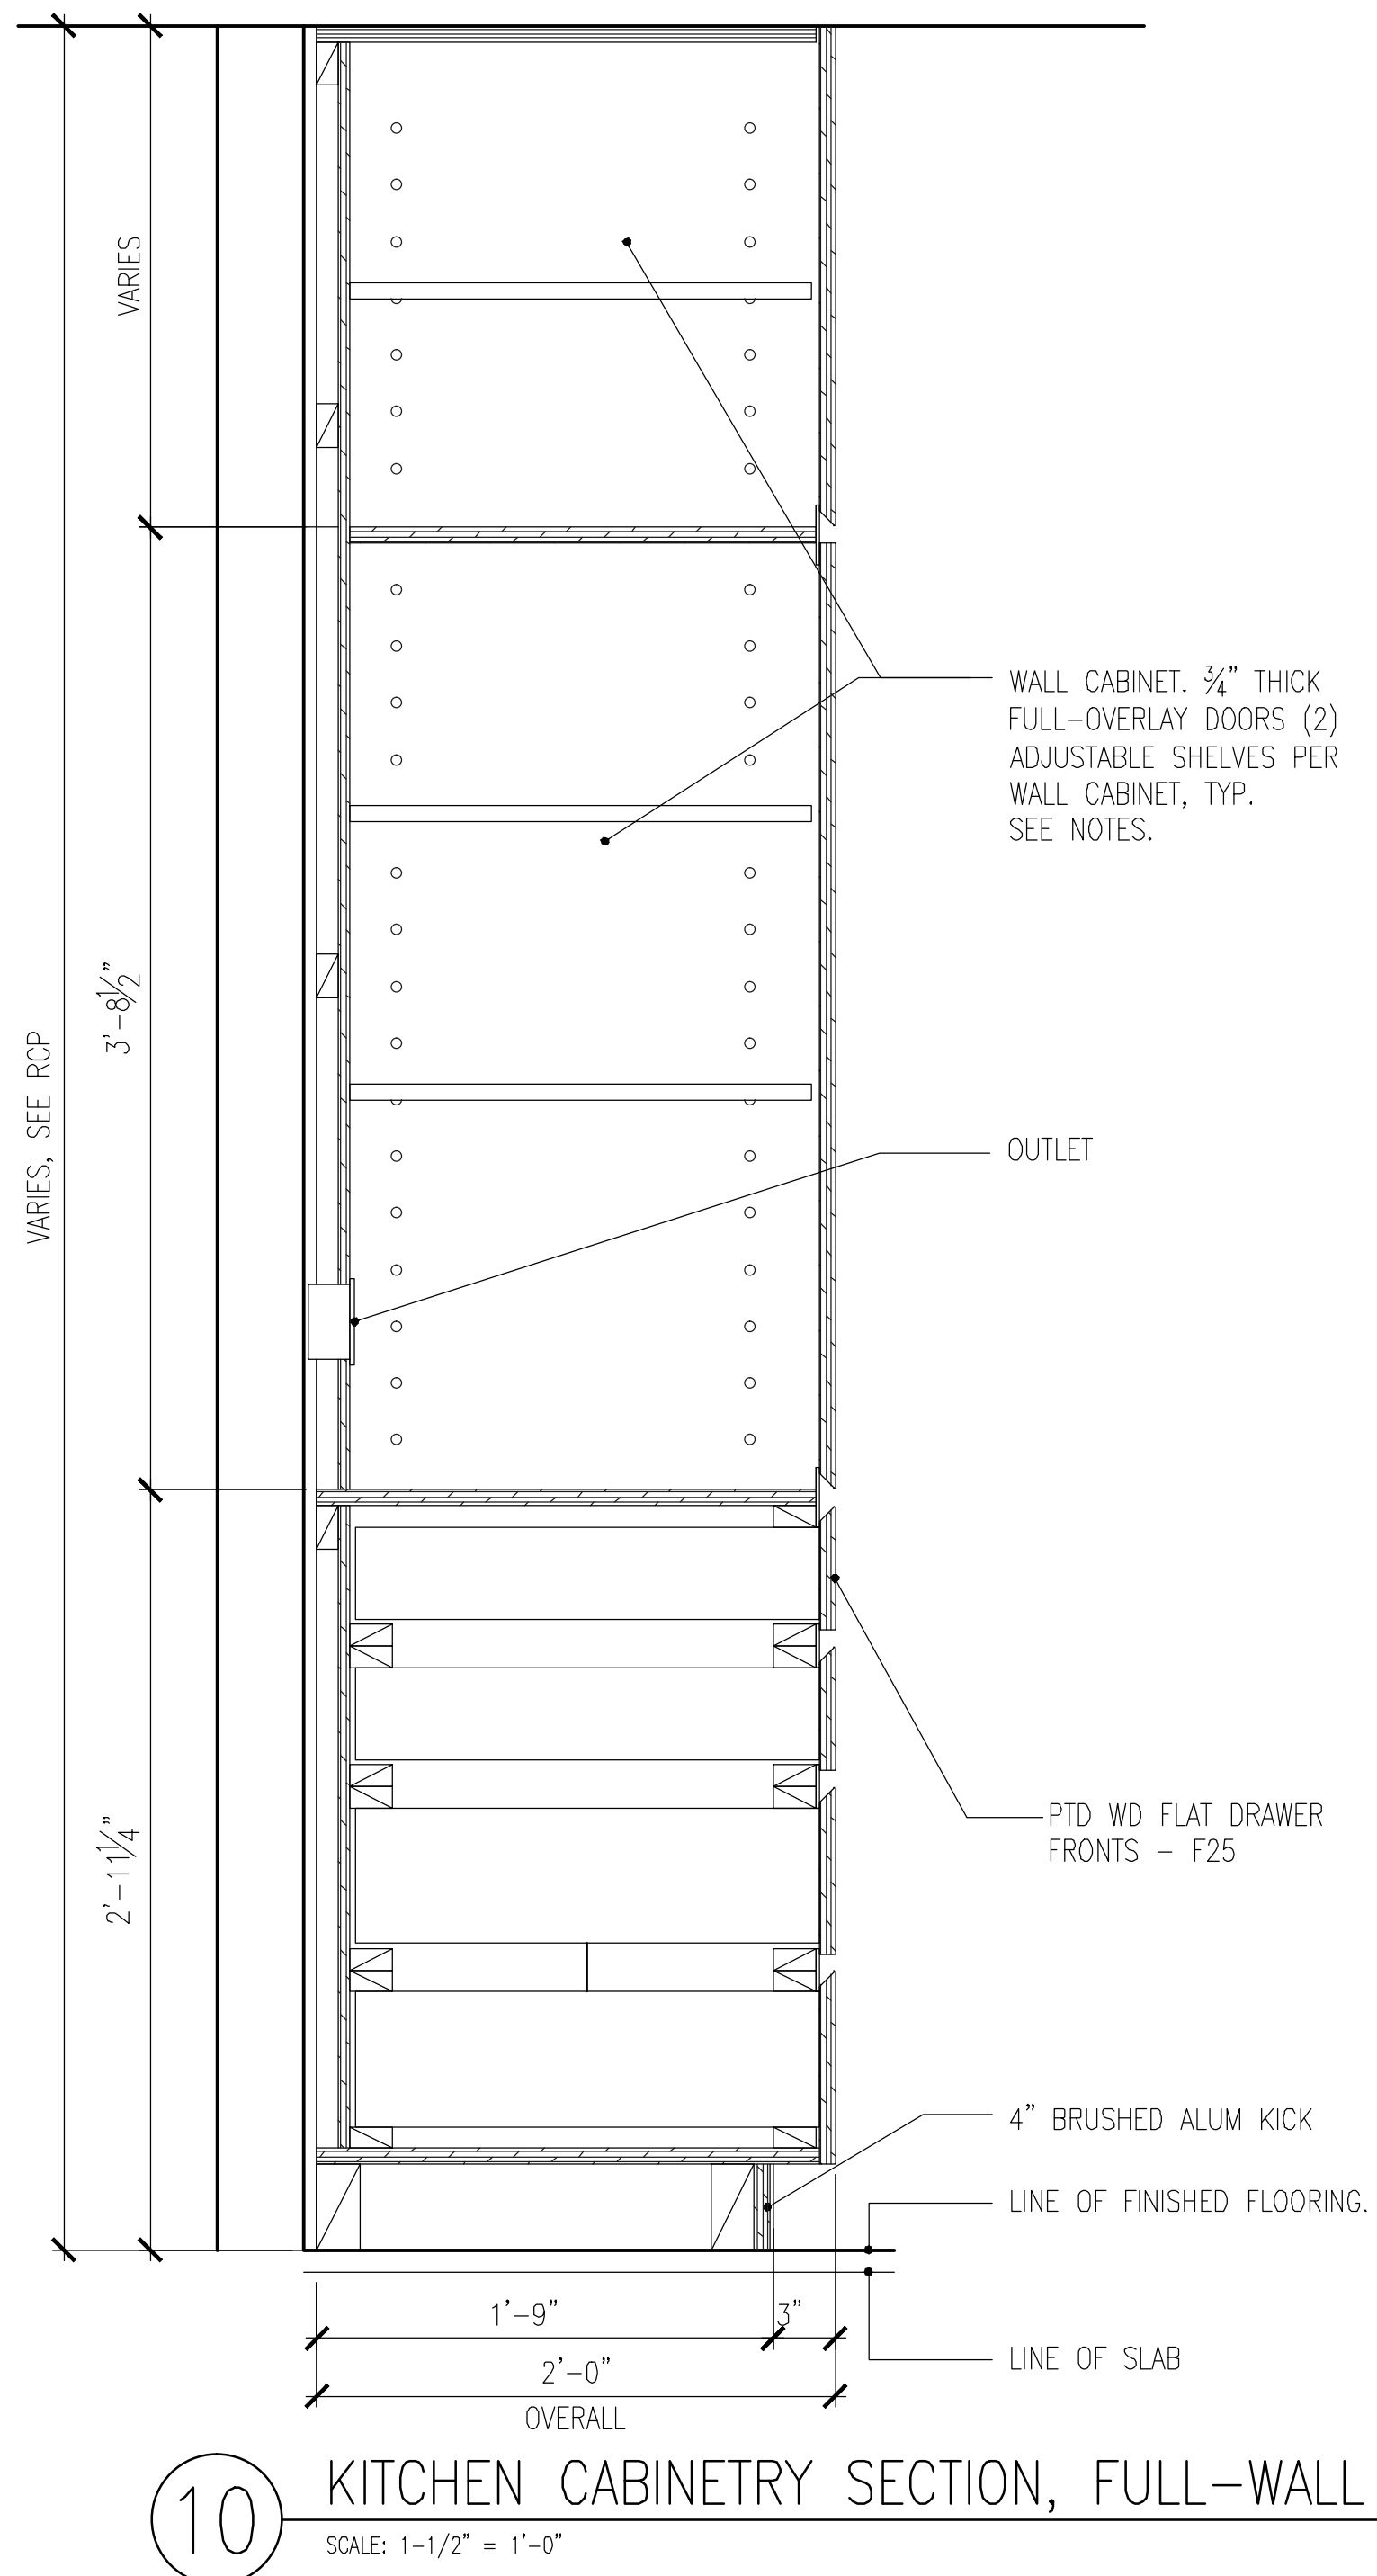 VARIES
WALL CABINET. ¾" THICK
FULL-OVERLAY DOORS (2)
ADJUSTABLE SHELVES PER
WALL CABINET, TYP.
SEE NOTES.
3'-8½"
VARIES, SEE RCP
OUTLET
2'-11¼"
PTD WD FLAT DRAWER
FRONTS - F25
4" BRUSHED ALUM KICK
LINE OF FINISHED FLOORING.
1'-9"
3"
LINE OF SLAB
2'-0"
OVERALL
10
KITCHEN CABINETRY SECTION, FULL-WALL
SCALE: 1-1/2" = 1'-0"